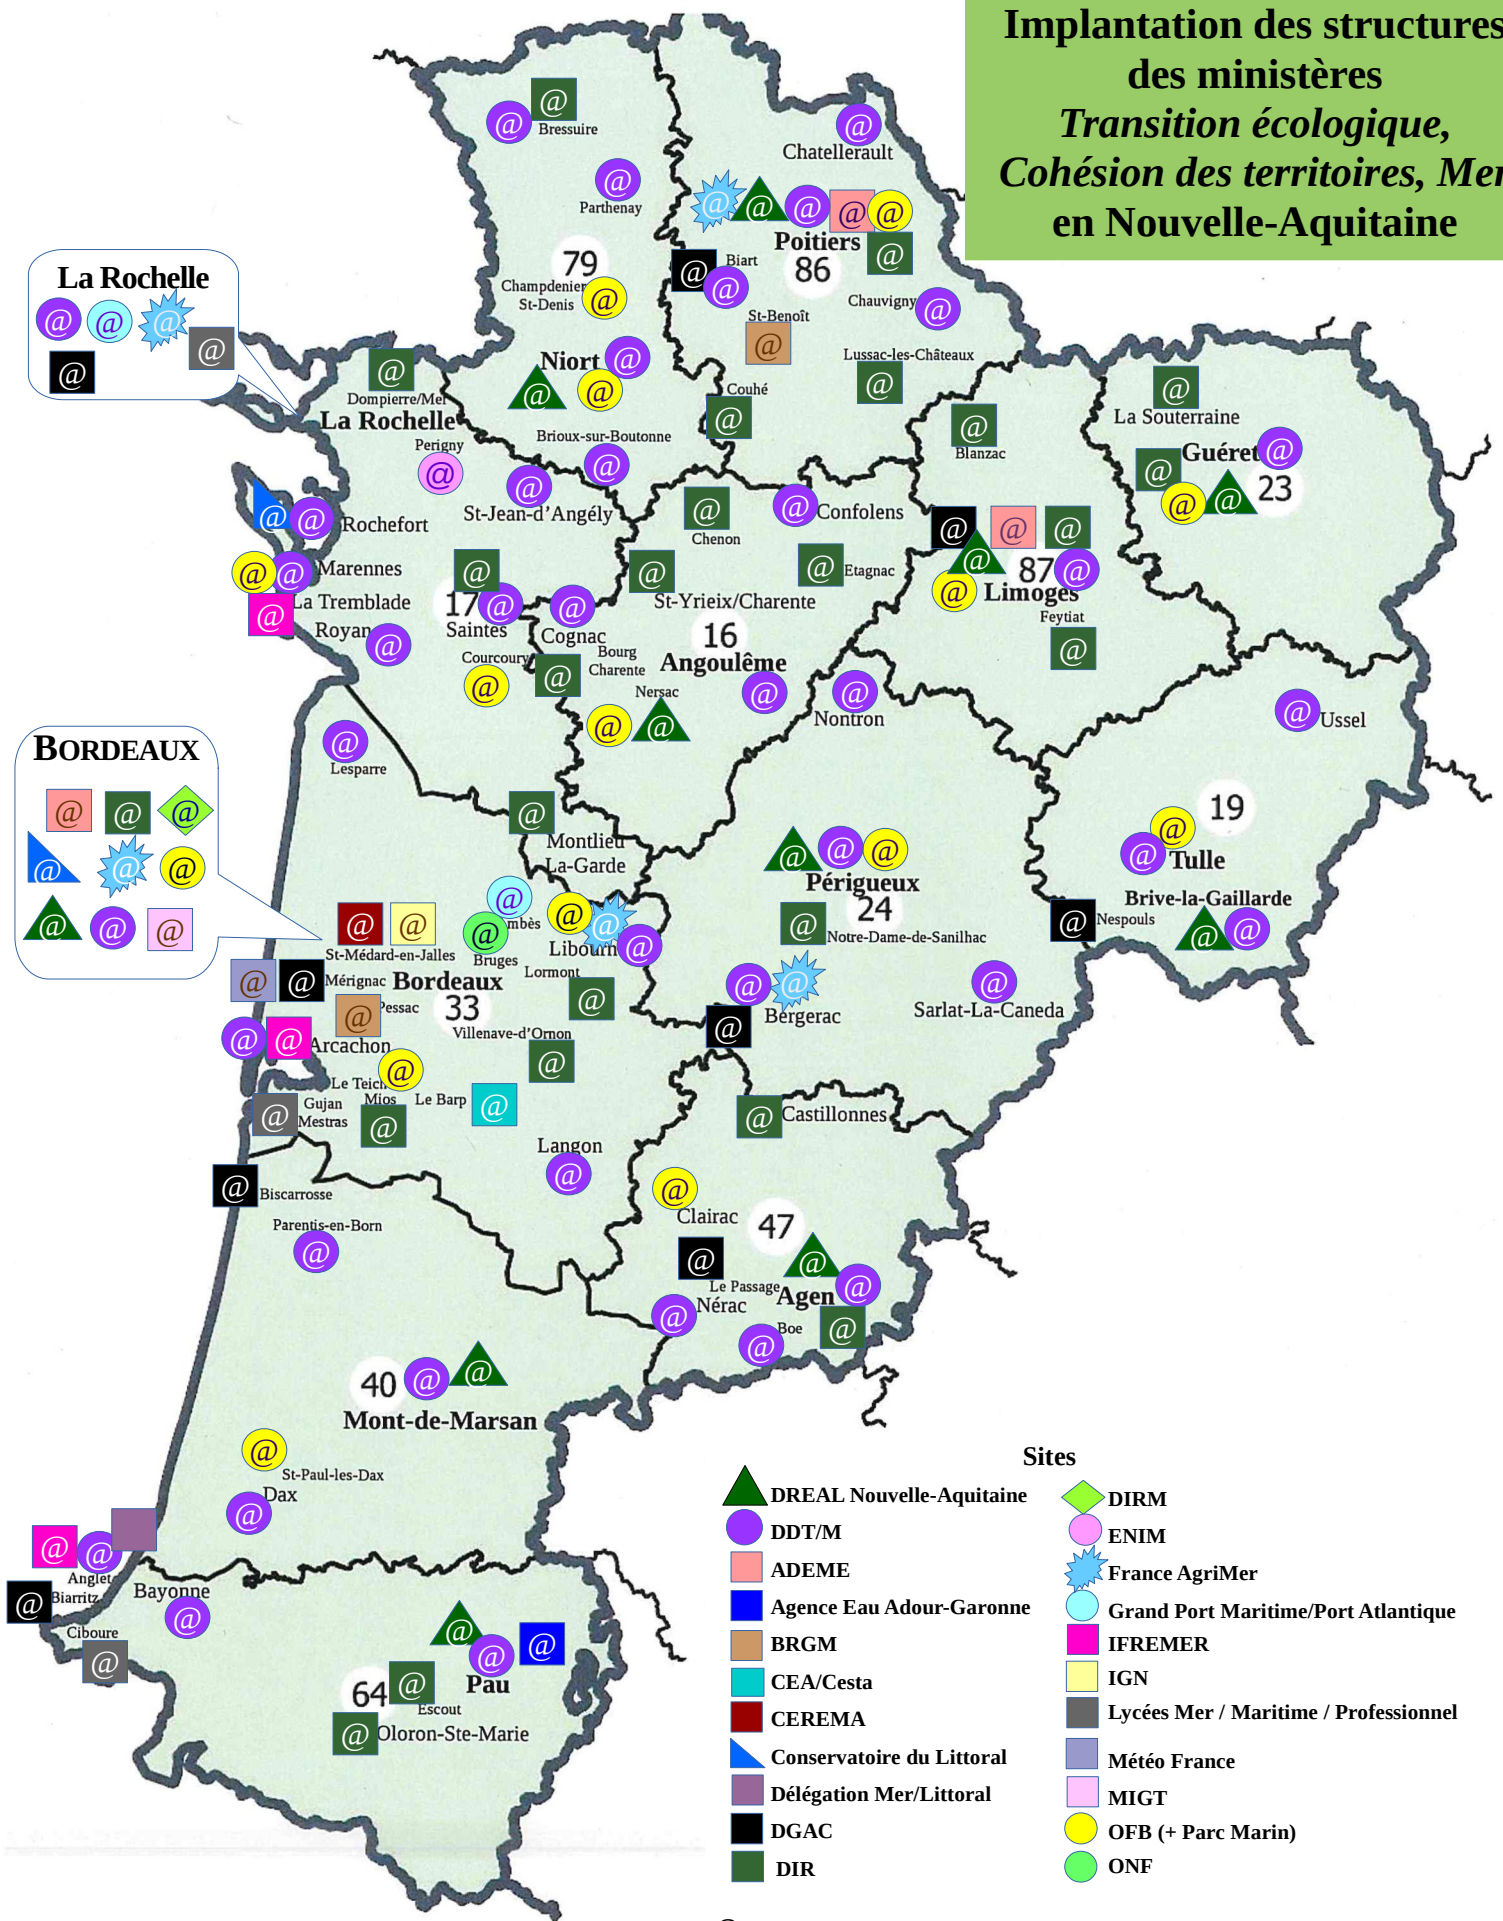 Implantation des structures
des ministères
Transition écologique,
Cohésion des territoires, Mer
en Nouvelle-Aquitaine
@ @
Bressuire
@
Chatellerault
@
Parthenay
@ @ @ @ @
Poitiers
@
86
79
Champdenier
St-Denis @
@ Biart
@
Chauvigny @
St-Benoît
@
La Rochelle
@ @ @
@ @
Niort @
@ @
Lussac-les-Châteaux
@
@
Dompierre/Mer
La Rochelle
Couhé
@
@
La Souterraine
@
Blanzac
Perigny
@
Brioux-sur-Boutonne
@
Guéret @
@ @ @ 23
@
St-Jean-d'Angély
@ @ Rochefort
@
Chenon
@ Confolens
@ @ @
@ @ Marennes
@
@
@ Etagnac
@ 87 @
@ Limoges
La Tremblade
@
Royan @
17 @
Saintes
@
Cognac
St-Yrieix/Charente
16
Angoulême
Feytiat
@
Courcoury
@
Bourg
Charente
@
Nersac
@ @
@
@
Nontron
@ Ussel
@
Lesparre
BORDEAUX
@ @ @
@ @ @
@ @ @
@
Montlieu
La-Garde
@ @ @
Périgueux
24
19
@
@ Tulle
Brive-la-Gaillarde
@ @
@ Nespouls
@ @
St-Médard-en-Jalles
@ mbès
@
Bruges
@ @
Libourn @
@
Notre-Dame-de-Sanilhac
@ @ Mérignac
Bordeaux
33
Lormont
@
@ Pessac
@ @
Bergerac
@
@
Sarlat-La-Caneda
@ @ Arcachon
Villenave-d'Ornon
@
Le Teich @
@ Gujan
Mestras
Mios
@
Le Barp @
@ Castillonnes
Langon
@
@ Biscarrosse
Parentis-en-Born
@
@
Clairac
47
@
Le Passage
@
Agen @
@
@ Nérac
Boe
@
40 @ @
Mont-de-Marsan
@
St-Paul-les-Dax
Dax
@
@ @
Anglet
@ Biarritz
Bayonne
@
Ciboure
@
@
@ @
Pau
64 @
Escout
@ Oloron-Ste-Marie
Sites
DREAL Nouvelle-Aquitaine
DDT/M
ADEME
Agence Eau Adour-Garonne
BRGM
CEA/Cesta
CEREMA
Conservatoire du Littoral
Délégation Mer/Littoral
DGAC
DIR
DIRM
ENIM
France AgriMer
Grand Port Maritime/Port Atlantique
IFREMER
IGN
Lycées Mer / Maritime / Professionnel
Météo France
MIGT
OFB (+ Parc Marin)
ONF